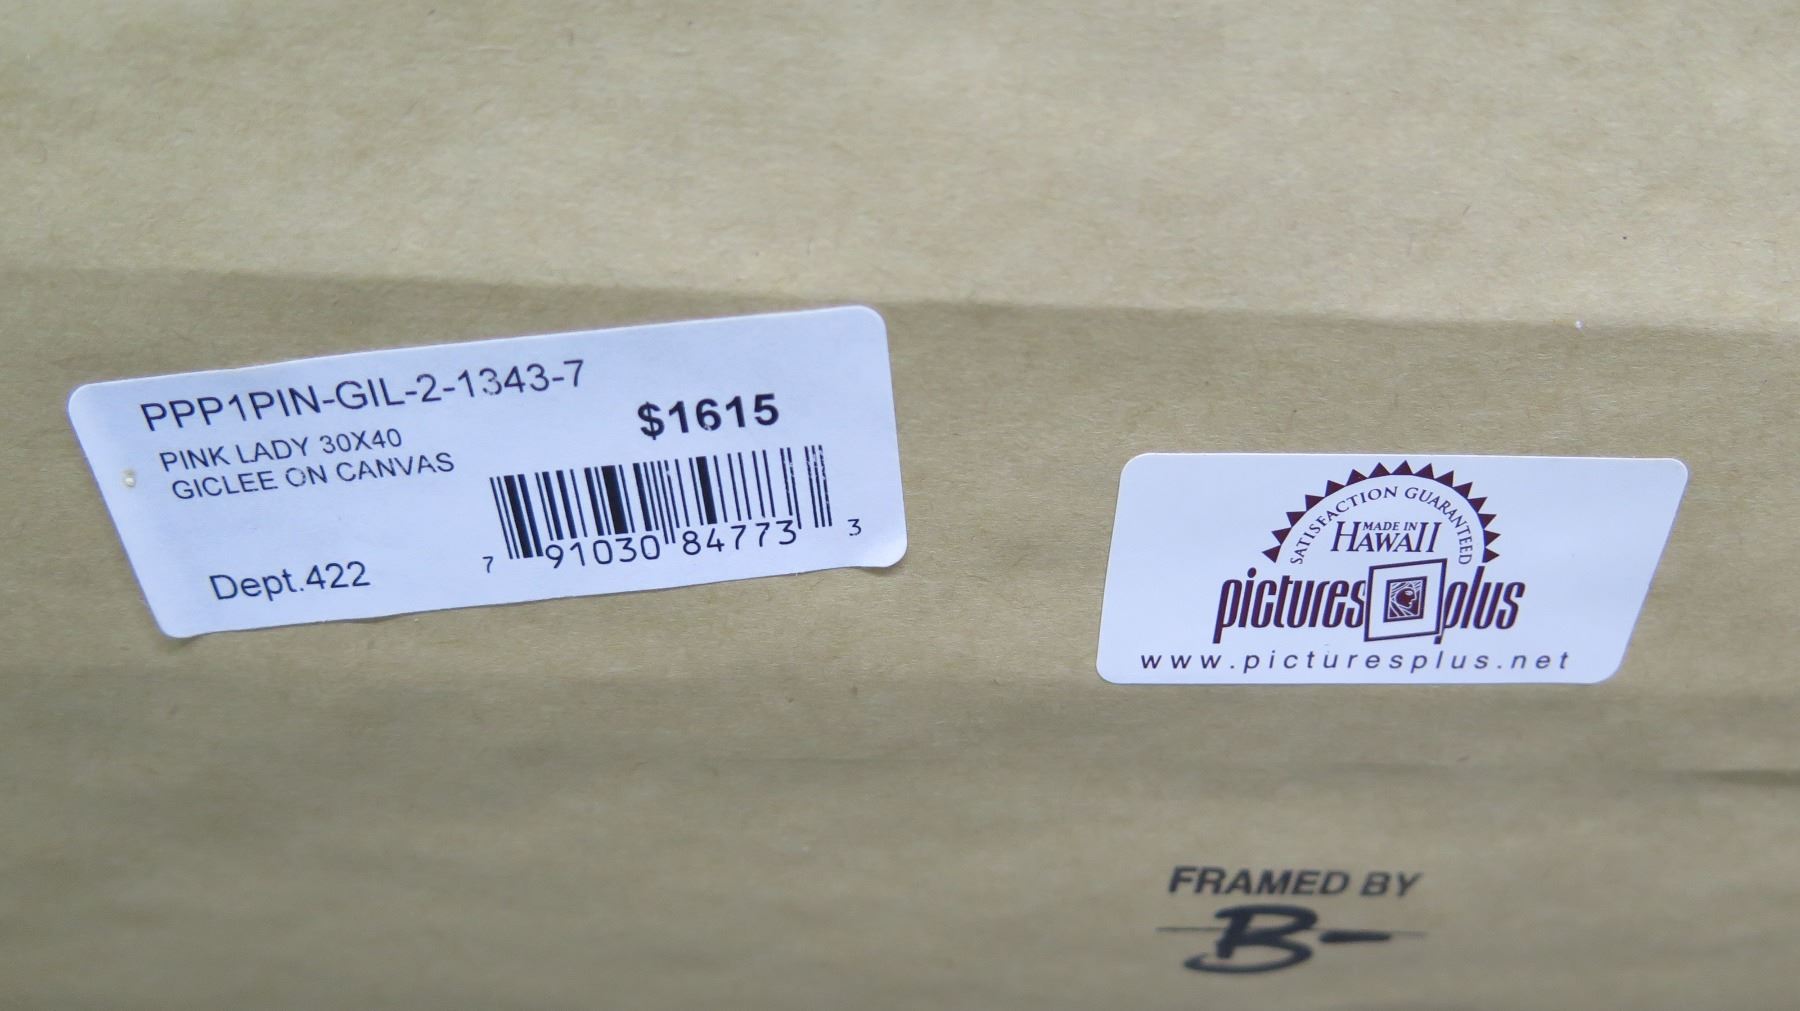 PPP1PIN-GIL-2-1343-7
$1615
PINK LADY 30X40
GICLEE ON CANVAS
7 91030 84773 3
Dept.422
SATISFACTION GUARANTEED
MADE IN
HAWAII
pictures plus
www.picturesplus.net
FRAMED BY
B-